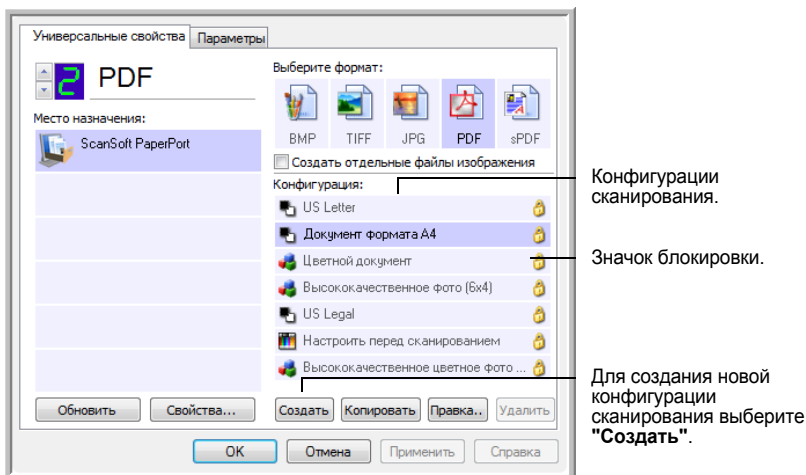 Универсальные свойства Параметры
2 PDF
Место назначения:
ScanSoft PaperPort
Обновить Свойства...
Выберите формат:
BMP TIFF JPG PDF sPDF
Создать отдельные файлы изображения
Конфигурация:
US Letter
Документ формата A4
Цветной документ
Высококачественное фото (6x4)
US Legal
Настроить перед сканированием
Высококачественное цветное фото ...
Создать Копировать Правка.. Удалить
OK Отмена Применить Справка
Конфигурации
сканирования.
Значок блокировки.
Для создания новой
конфигурации
сканирования выберите
"Создать".